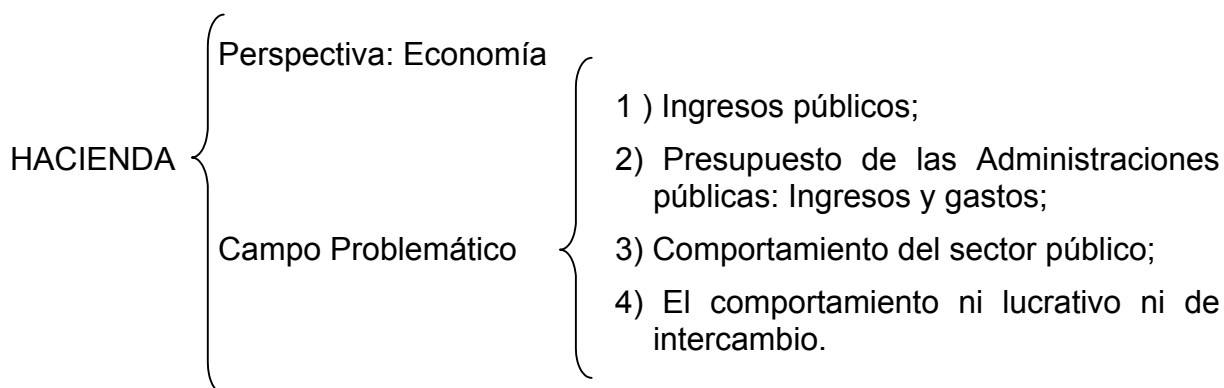 HACIENDA
Perspectiva: Economía
Campo Problemático
1 ) Ingresos públicos;
2) Presupuesto de las Administraciones
públicas: Ingresos y gastos;
3) Comportamiento del sector público;
4) El comportamiento ni lucrativo ni de
intercambio.